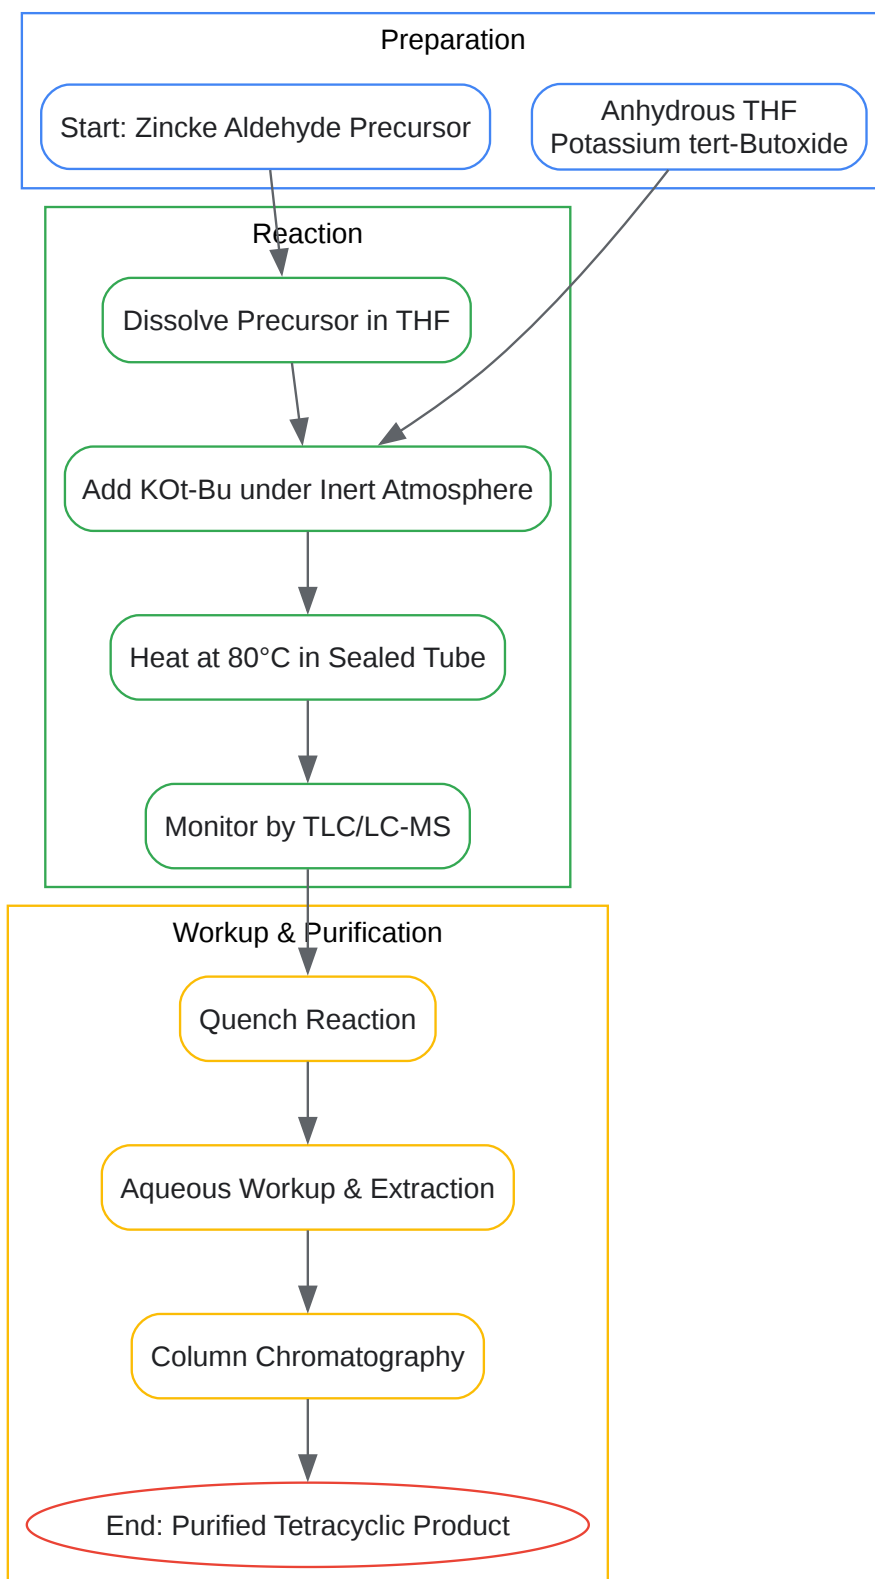 Preparation
Start: Zincke Aldehyde Precursor
Anhydrous THF
Potassium tert-Butoxide
Reaction
Dissolve Precursor in THF
Add KOt-Bu under Inert Atmosphere
Heat at 80°C in Sealed Tube
Monitor by TLC/LC-MS
Workup & Purification
Quench Reaction
Aqueous Workup & Extraction
Column Chromatography
End: Purified Tetracyclic Product